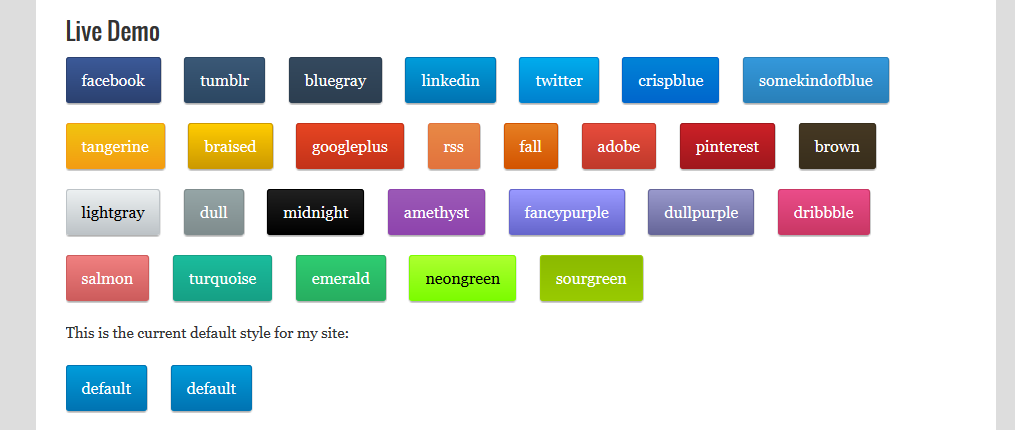 Live Demo
facebook tumblr bluegray linkedin twitter crispblue somekindofblue
tangerine braised googleplus rss fall adobe pinterest brown
lightgray dull midnight amethyst fancypurple dullpurple dribbble
salmon turquoise emerald neongreen sourgreen
This is the current default style for my site:
default default